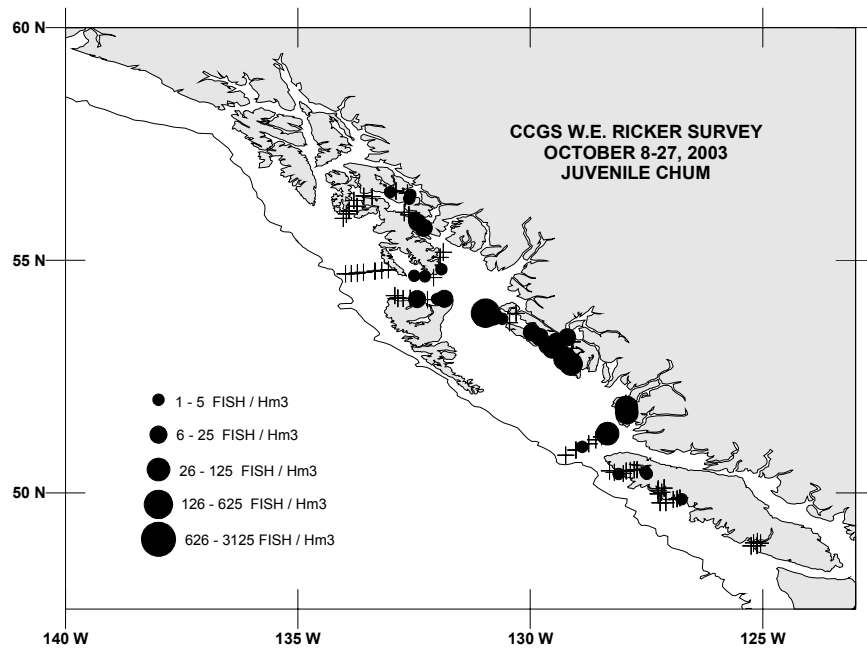 60 N
CCGS W.E. RICKER SURVEY
OCTOBER 8-27, 2003
JUVENILE CHUM
55 N
1 - 5 FISH / Hm3
6 - 25 FISH / Hm3
26 - 125 FISH / Hm3
126 - 625 FISH / Hm3
626 - 3125 FISH / Hm3
50 N
140 W 135 W 130 W 125 W